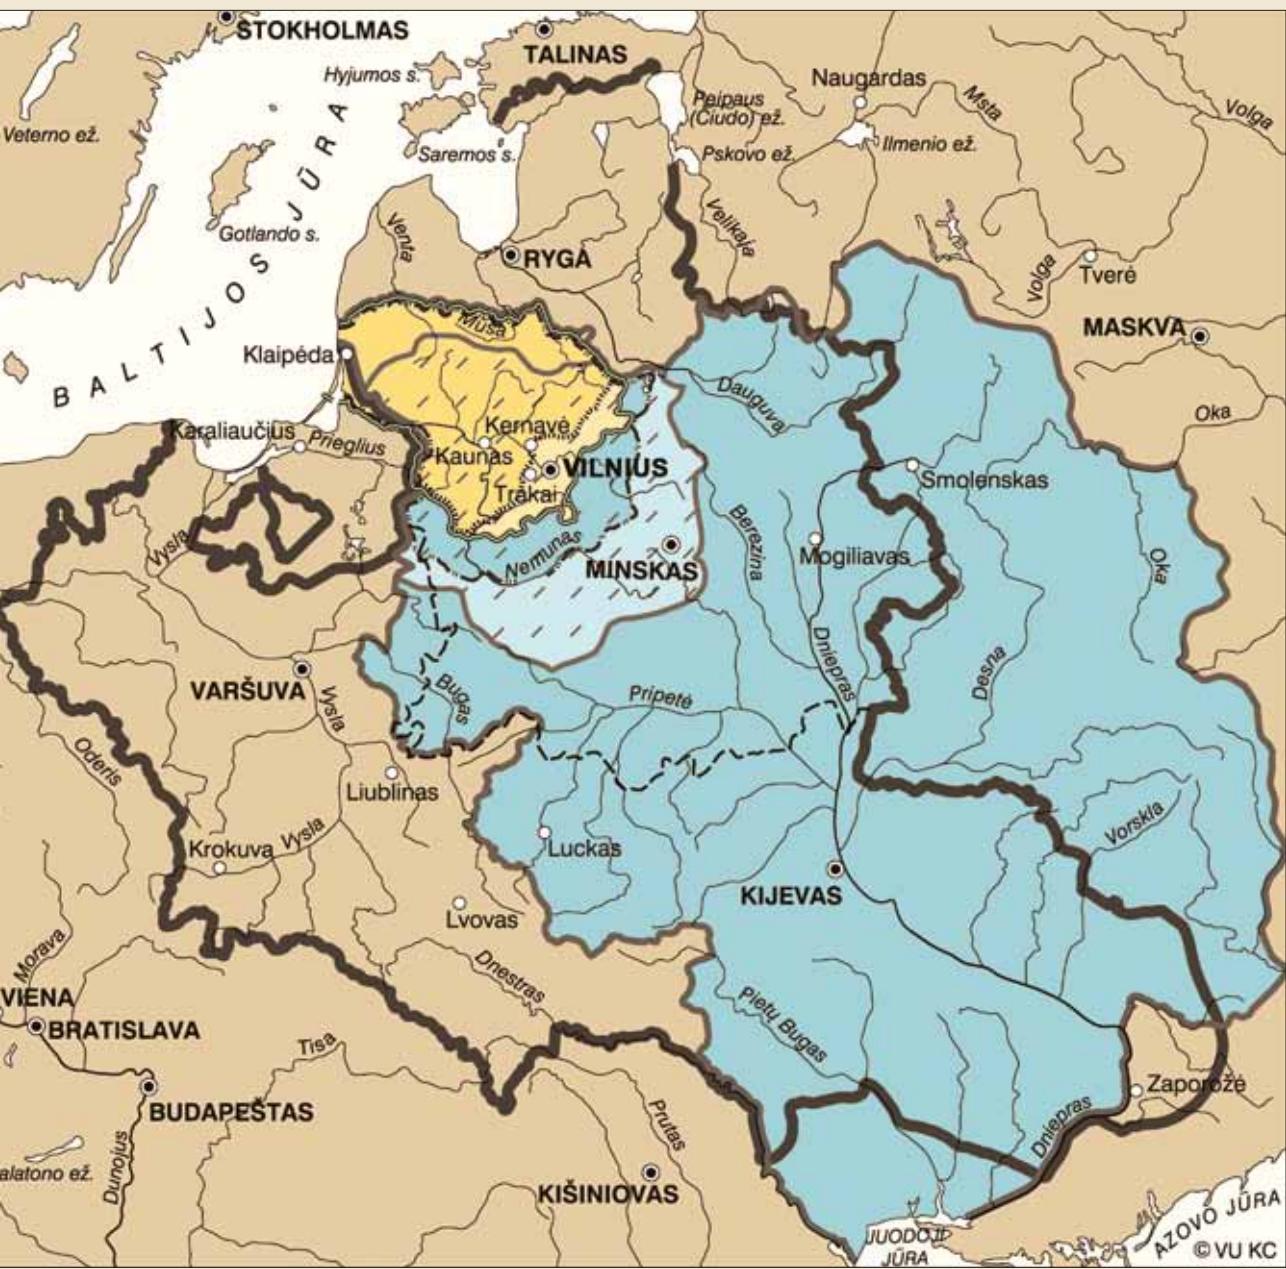 STOKHOLMAS
TALINAS
Hyjumos s.
Naugardas
Msta
Volga
Veterno ež.
Peipaus
(Čiudo) ež.
Ilmenio ež.
Saremos s.
Pskovo ež.
BALTIJOS JŪRA
Gotlando s.
Venta
Velikaja
RYGA
Volga
Tverė
Mūša
MASKVA
Klaipėda
Dauguva
Oka
Karaliaučius
Prieglius
Kernavė
Kaunas
VILNIUS
Trakai
Smolenskas
Vysla
Nemunas
Berezina
MINSKAS
Mogiliavas
Oka
VARŠUVA
Vysla
Bugas
Pripetė
Dniepras
Desna
Oderis
Liublinas
Vorskla
Krokuva
Vysla
Luckas
KIJEVAS
Lvovas
Morava
Dnestras
VIENA
BRATISLAVA
Pietų Bugas
Tisa
Zaporožė
BUDAPEŠTAS
Prutas
Dniepras
alatono ež.
Dunojus
KIŠINIOVAS
JUODOJI
JŪRA
AZOVO JŪRA
© VU KC